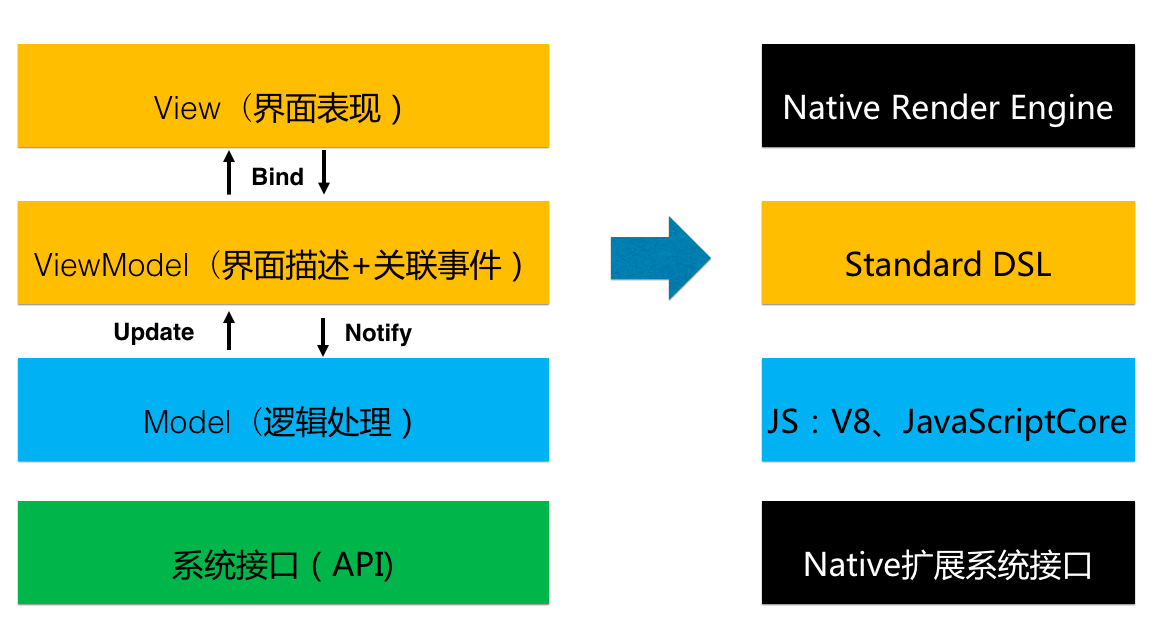 View（界面表现）
Bind
ViewModel（界面描述+关联事件）
Update
Notify
Model（逻辑处理）
系统接口（API)
Native Render Engine
Standard DSL
JS：V8、JavaScriptCore
Native扩展系统接口